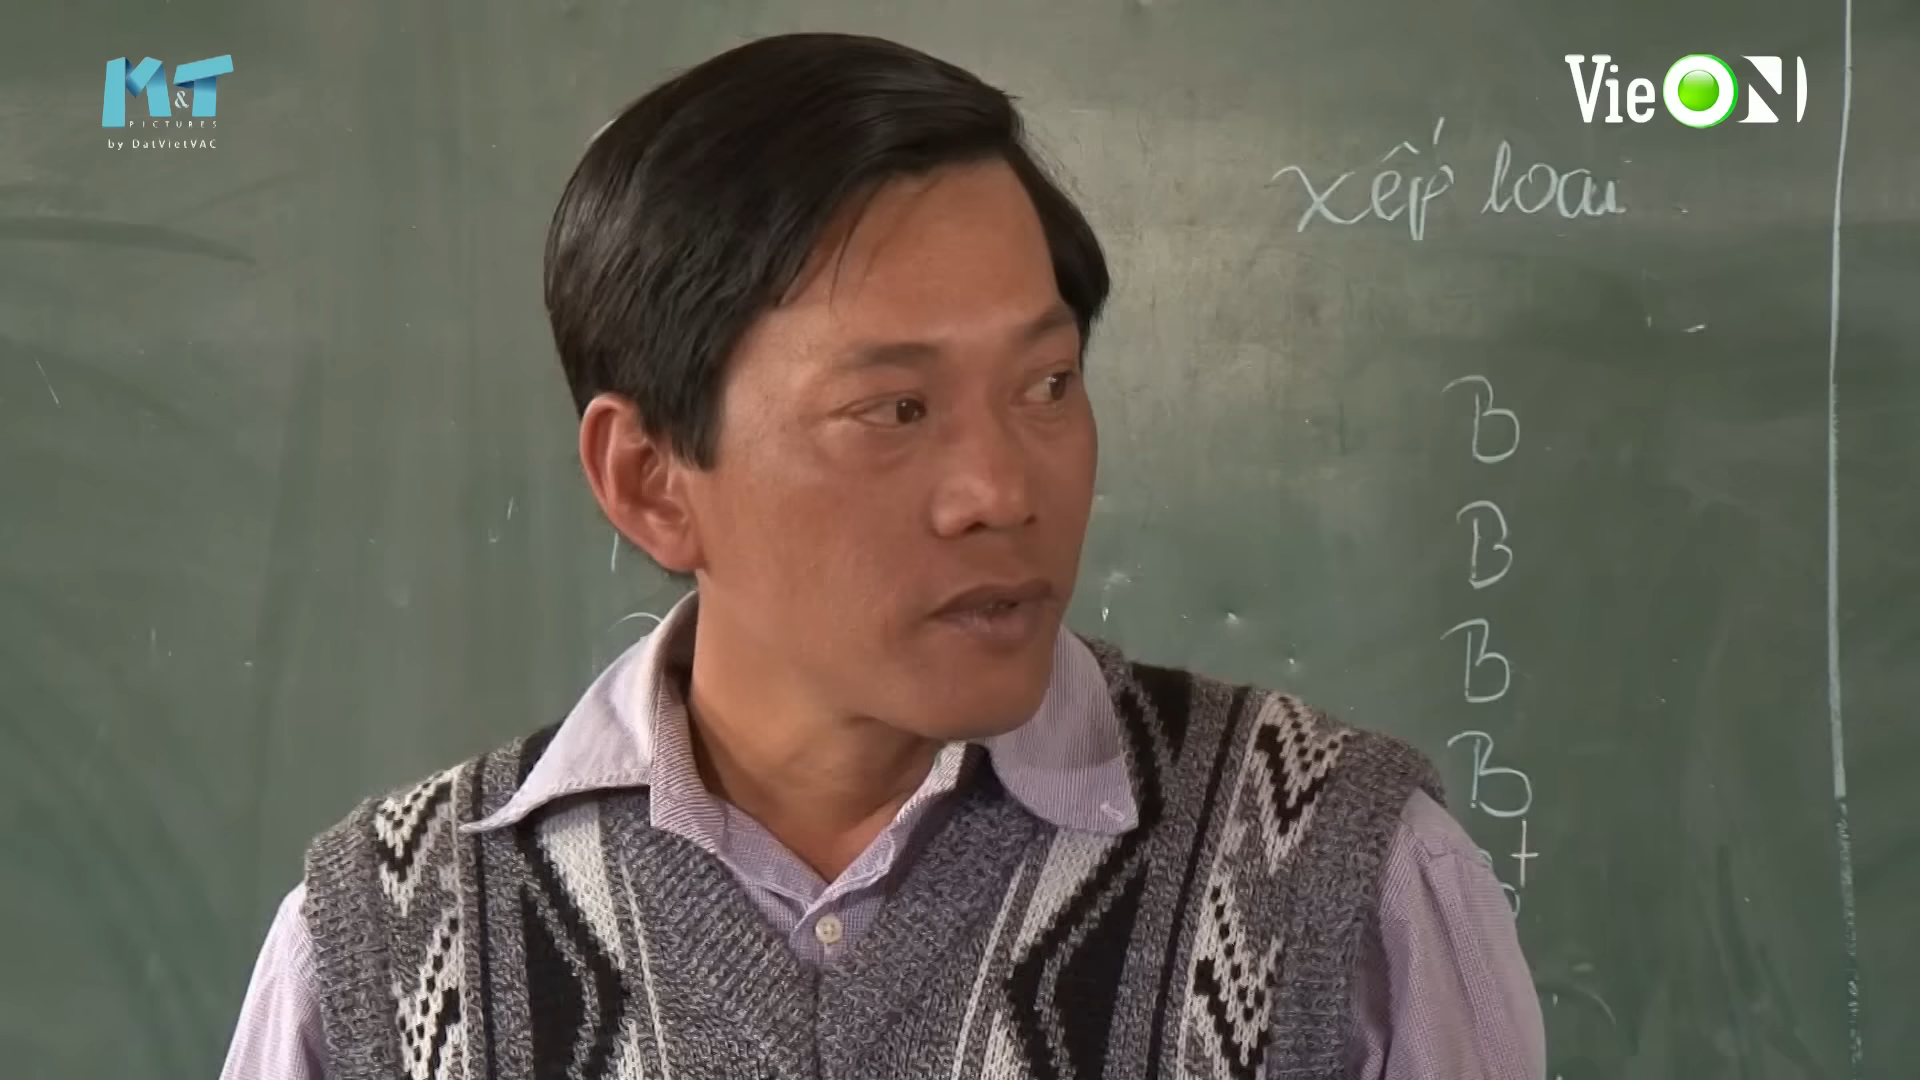 M&T
PICTURES
by DatVietVAC
VieON
xếp loại
B
B
B
B
+